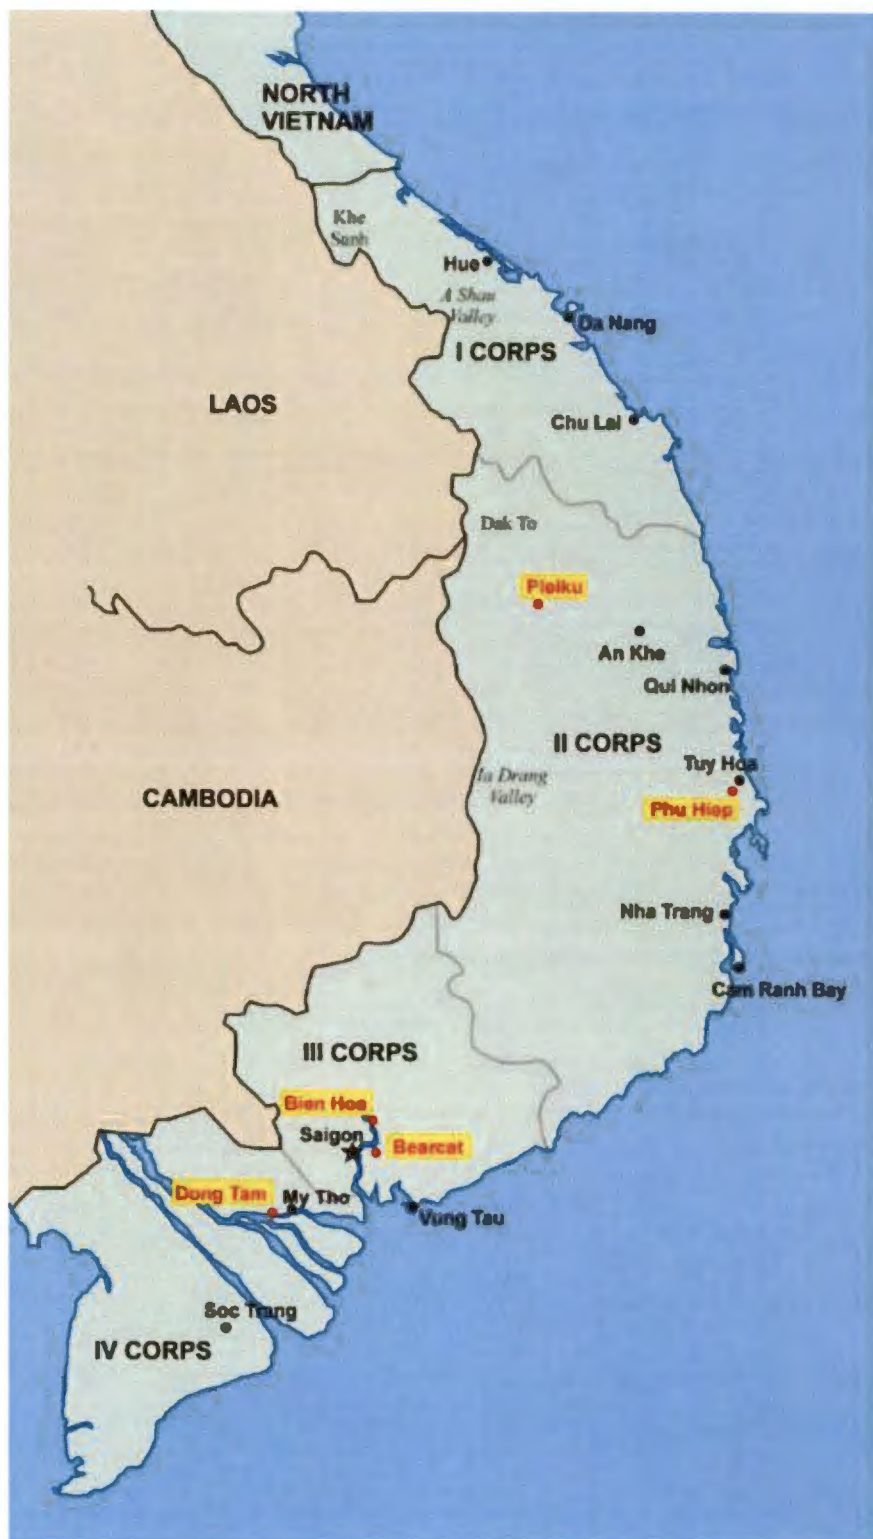 NORTH
VIETNAM
Khe
Sanh
Hue
A Shau
Valley
Da Nang
I CORPS
LAOS
Chu Lai
Dak To
Pleiku
An Khe
Qui Nhon
II CORPS
Tuy Hoa
Ia Drang
Valley
CAMBODIA
Phu Hiep
Nha Trang
Cam Ranh Bay
III CORPS
Bien Hoa
Saigon
Bearcat
Dong Tam
My Tho
Vung Tau
Soc Trang
IV CORPS